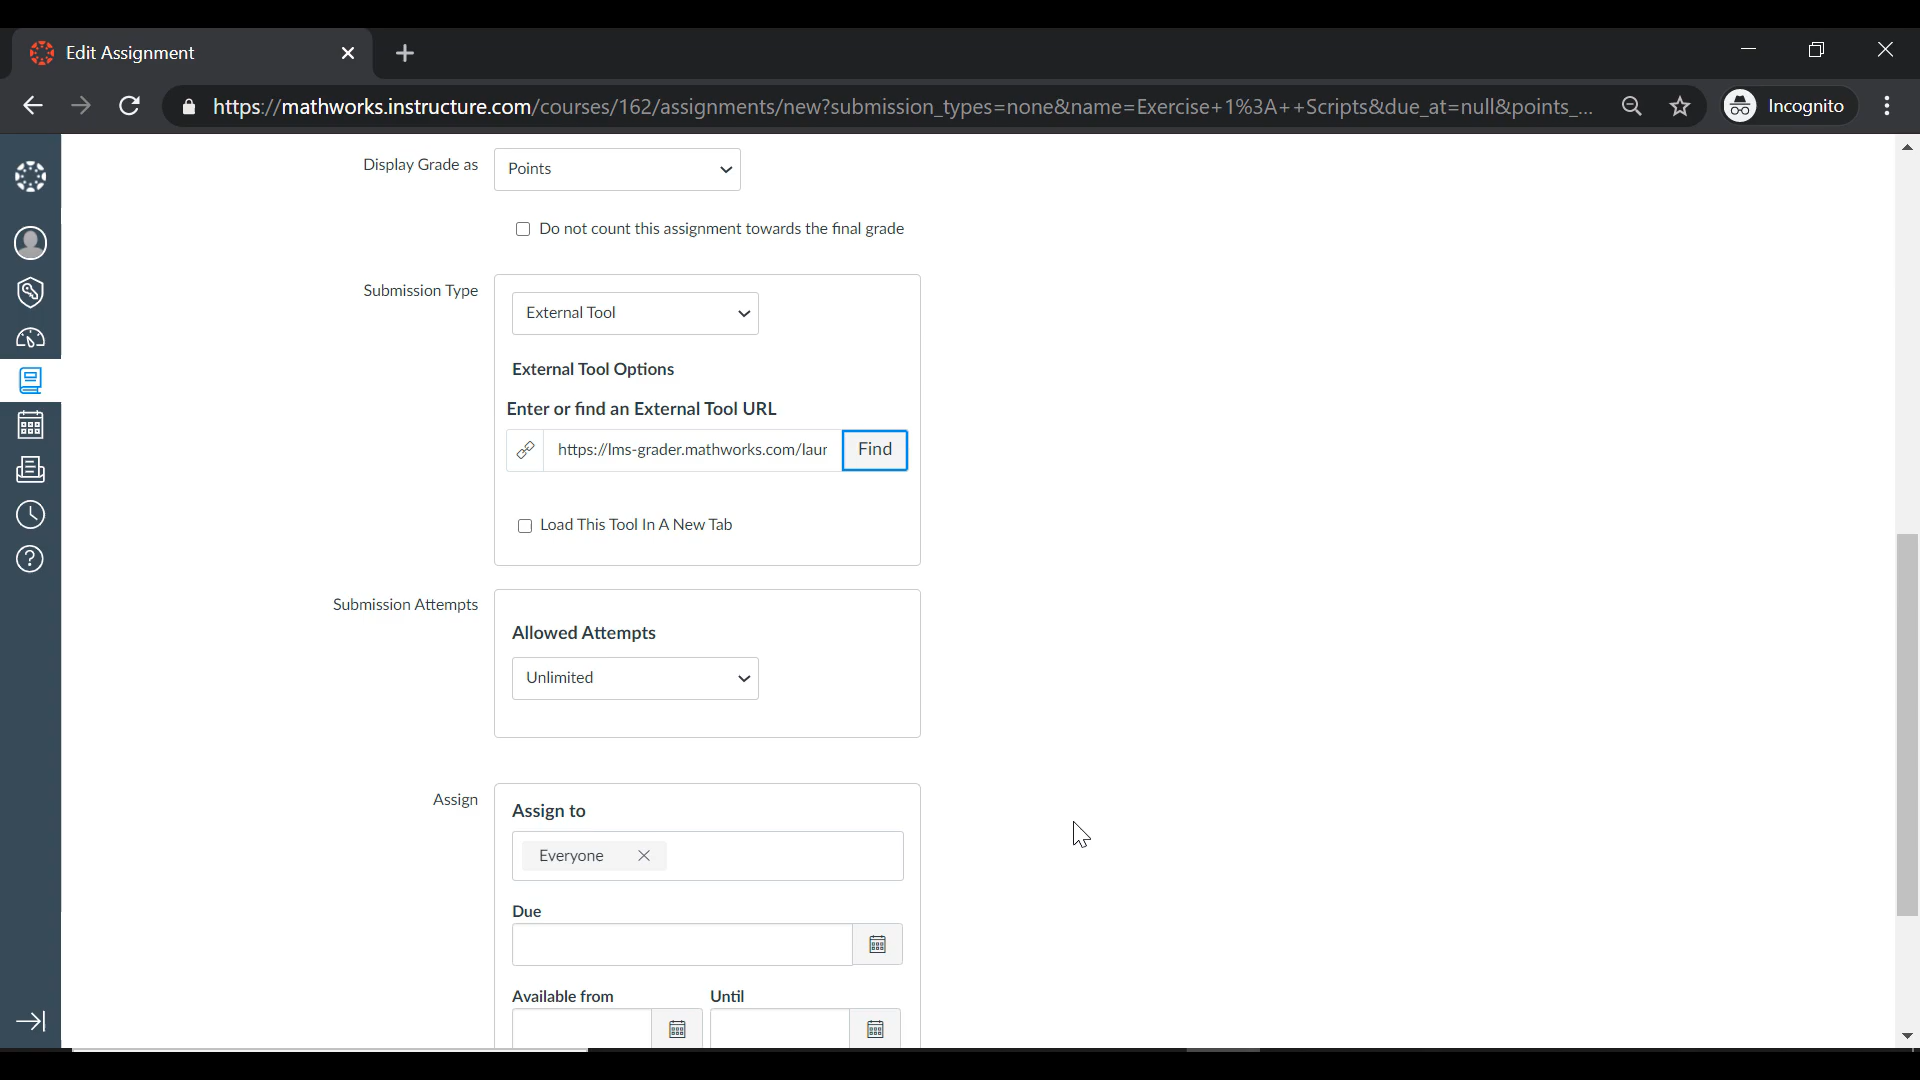 Edit Assignment
https://mathworks.instructure.com/courses/162/assignments/new?submission_types=none&name=Exercise+1%3A++Scripts&due_at=null&points_...
Incognito
Display Grade as
Points
Do not count this assignment towards the final grade
Submission Type
External Tool
External Tool Options
Enter or find an External Tool URL
https://lms-grader.mathworks.com/laur
Find
Load This Tool In A New Tab
Submission Attempts
Allowed Attempts
Unlimited
Assign
Assign to
Everyone
Due
Available from
Until